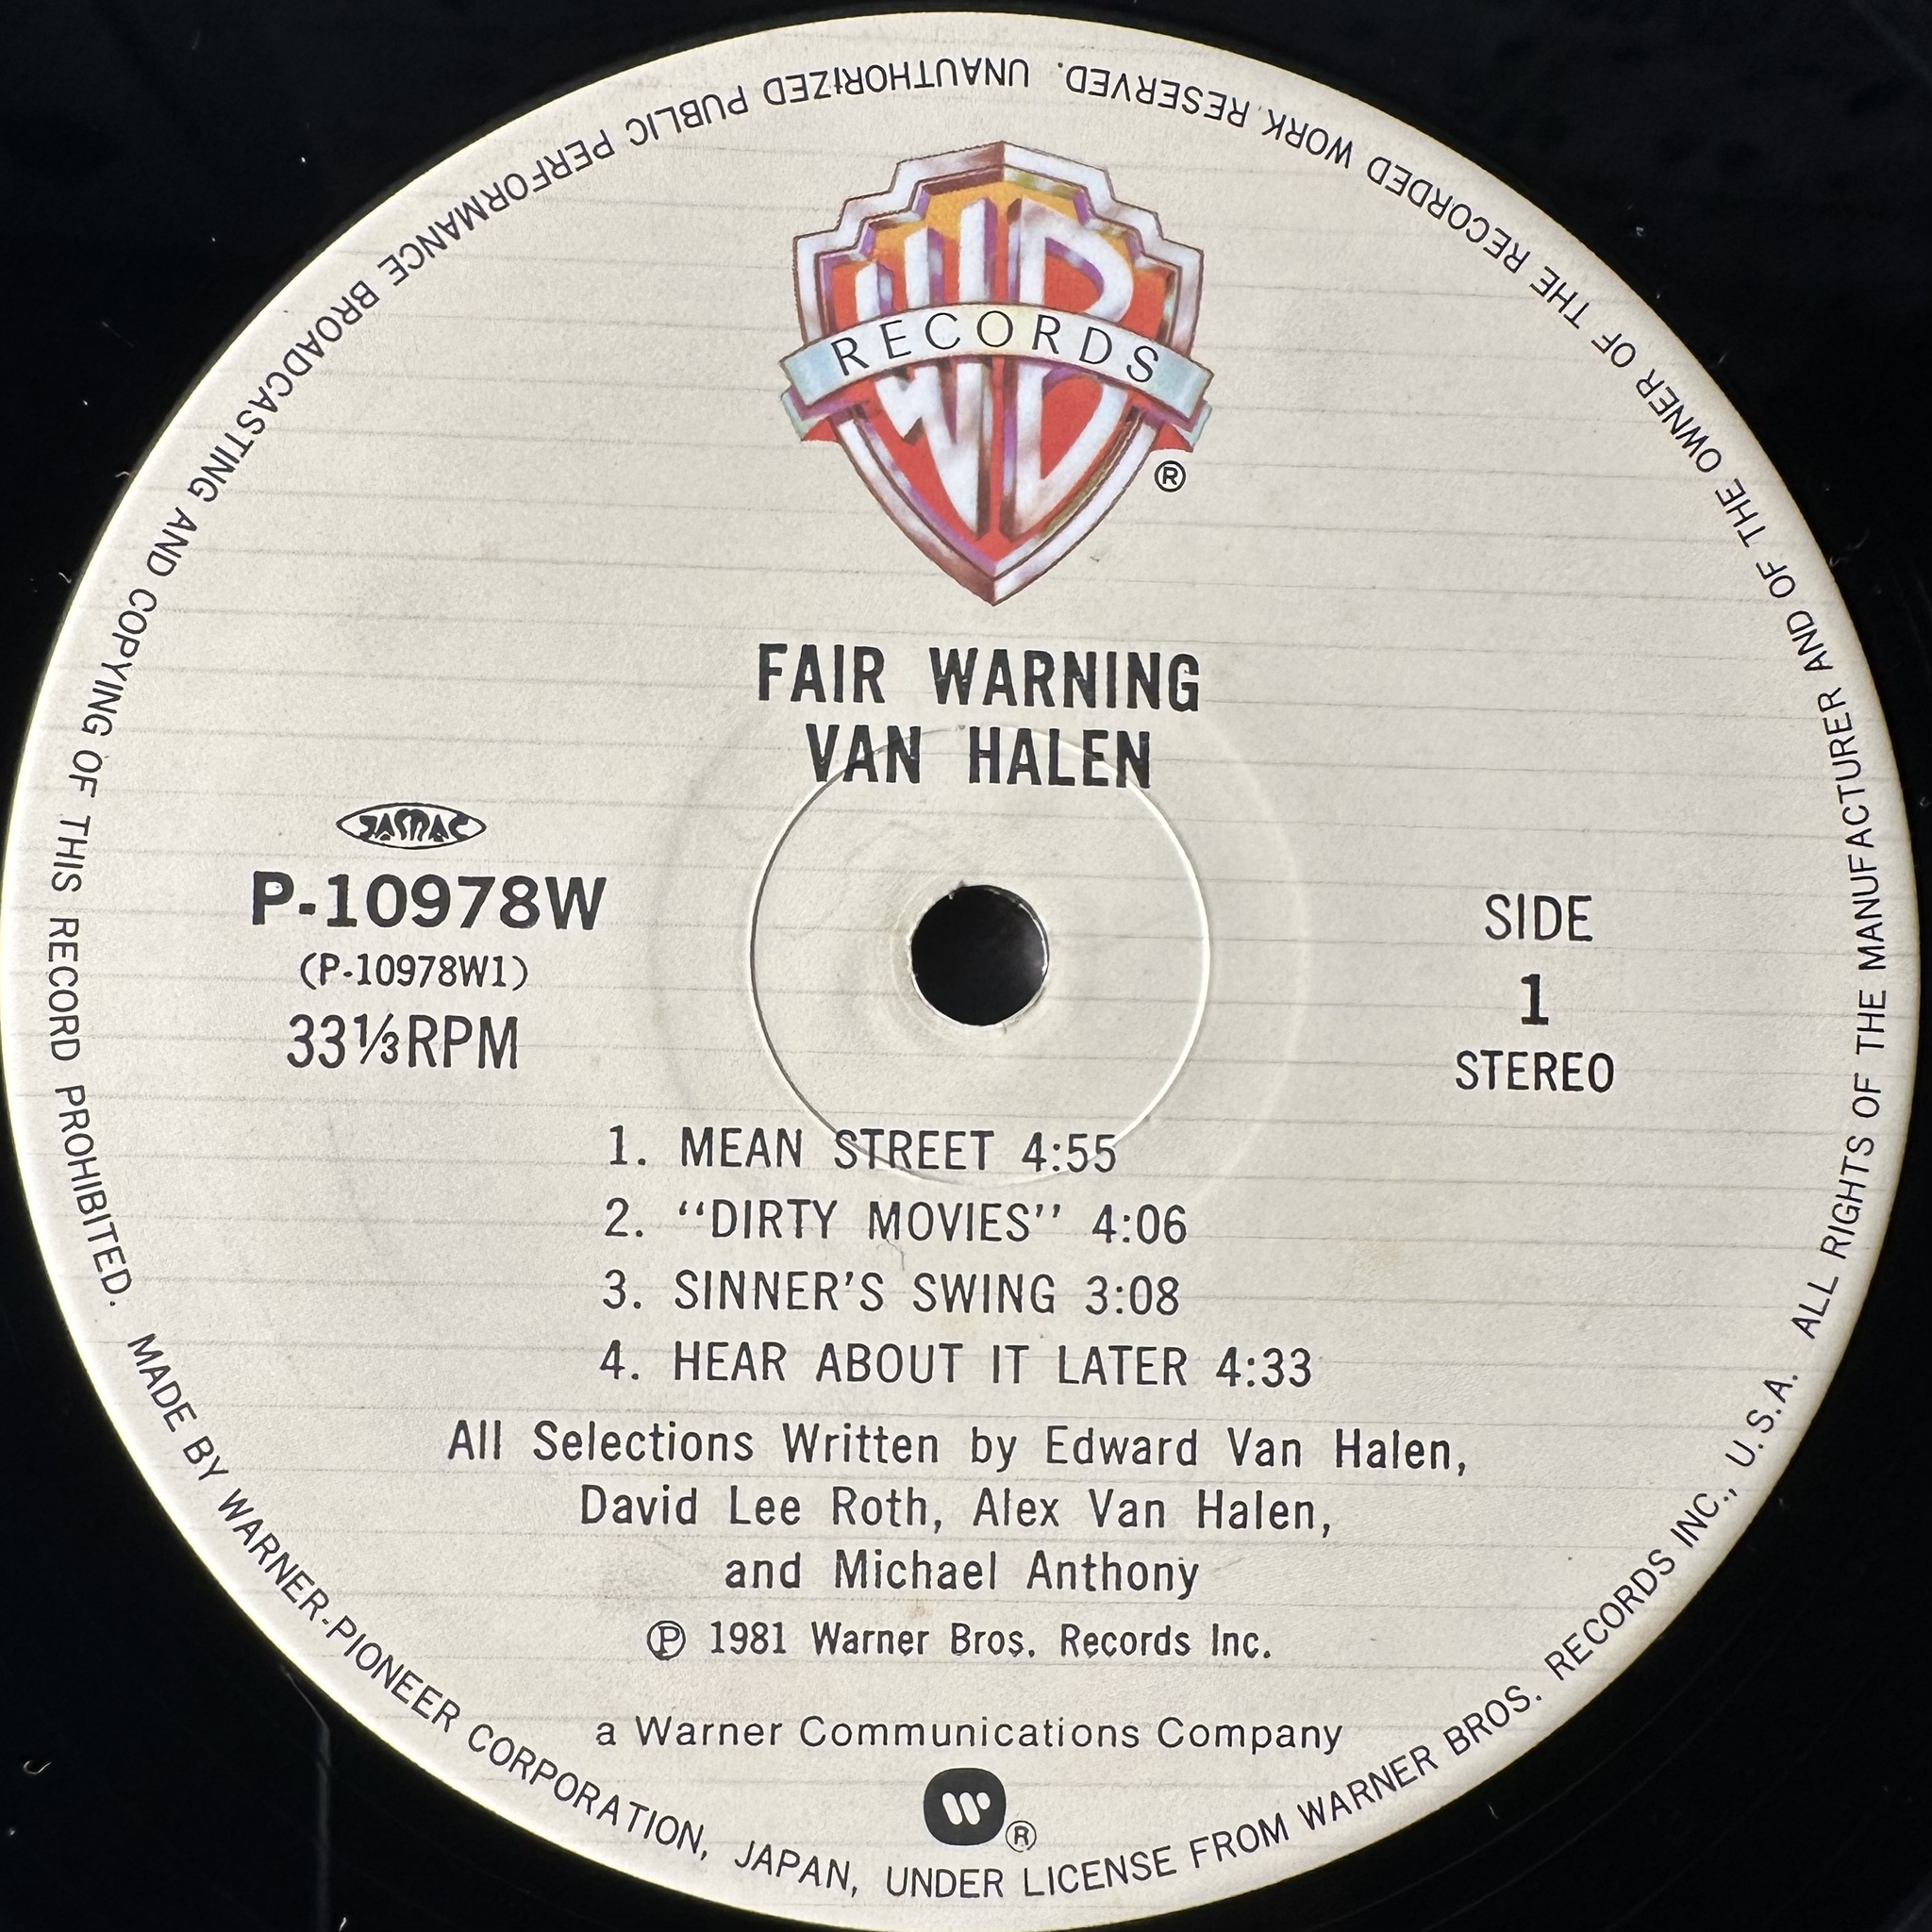 WB
RECORDS
®
FAIR WARNING
VAN HALEN
JASRAC
P-10978W
(P-10978W1)
33⅓RPM
SIDE
1
STEREO
1. MEAN STREET 4:55
2. “DIRTY MOVIES” 4:06
3. SINNER'S SWING 3:08
4. HEAR ABOUT IT LATER 4:33
All Selections Written by Edward Van Halen,
David Lee Roth, Alex Van Halen,
and Michael Anthony
℗ 1981 Warner Bros. Records Inc.
a Warner Communications Company
W®
MADE BY WARNER-PIONEER CORPORATION, JAPAN, UNDER LICENSE FROM WARNER BROS. RECORDS INC., U.S.A. ALL RIGHTS OF THE MANUFACTURER AND OF THE OWNER OF THE RECORDED WORK RESERVED. UNAUTHORIZED PUBLIC PERFORMANCE BROADCASTING AND COPYING OF THIS RECORD PROHIBITED.